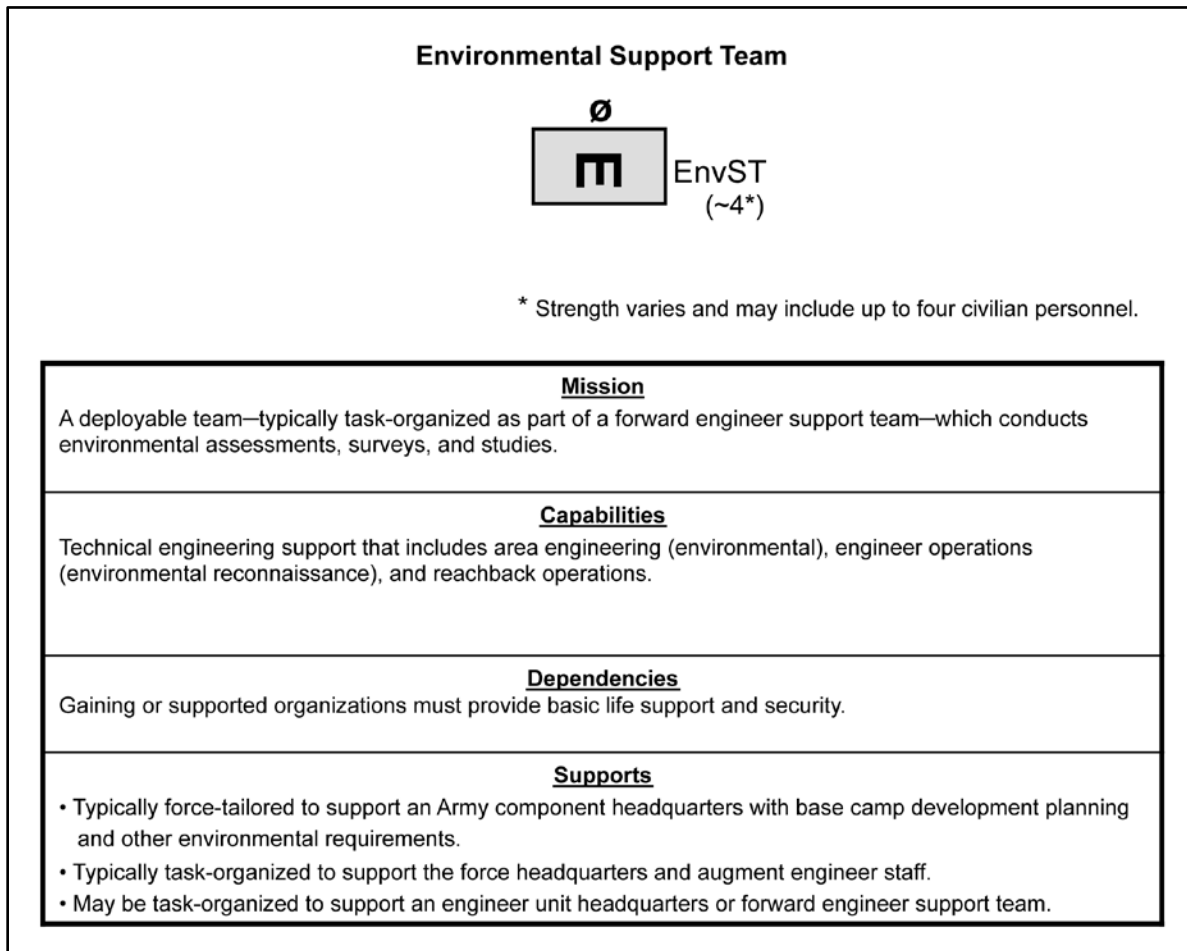 Environmental Support Team
Ø
E
EnvST
(~4*)
* Strength varies and may include up to four civilian personnel.
Mission
A deployable team—typically task-organized as part of a forward engineer support team—which conducts
environmental assessments, surveys, and studies.
Capabilities
Technical engineering support that includes area engineering (environmental), engineer operations
(environmental reconnaissance), and reachback operations.
Dependencies
Gaining or supported organizations must provide basic life support and security.
Supports
• Typically force-tailored to support an Army component headquarters with base camp development planning
and other environmental requirements.
• Typically task-organized to support the force headquarters and augment engineer staff.
• May be task-organized to support an engineer unit headquarters or forward engineer support team.